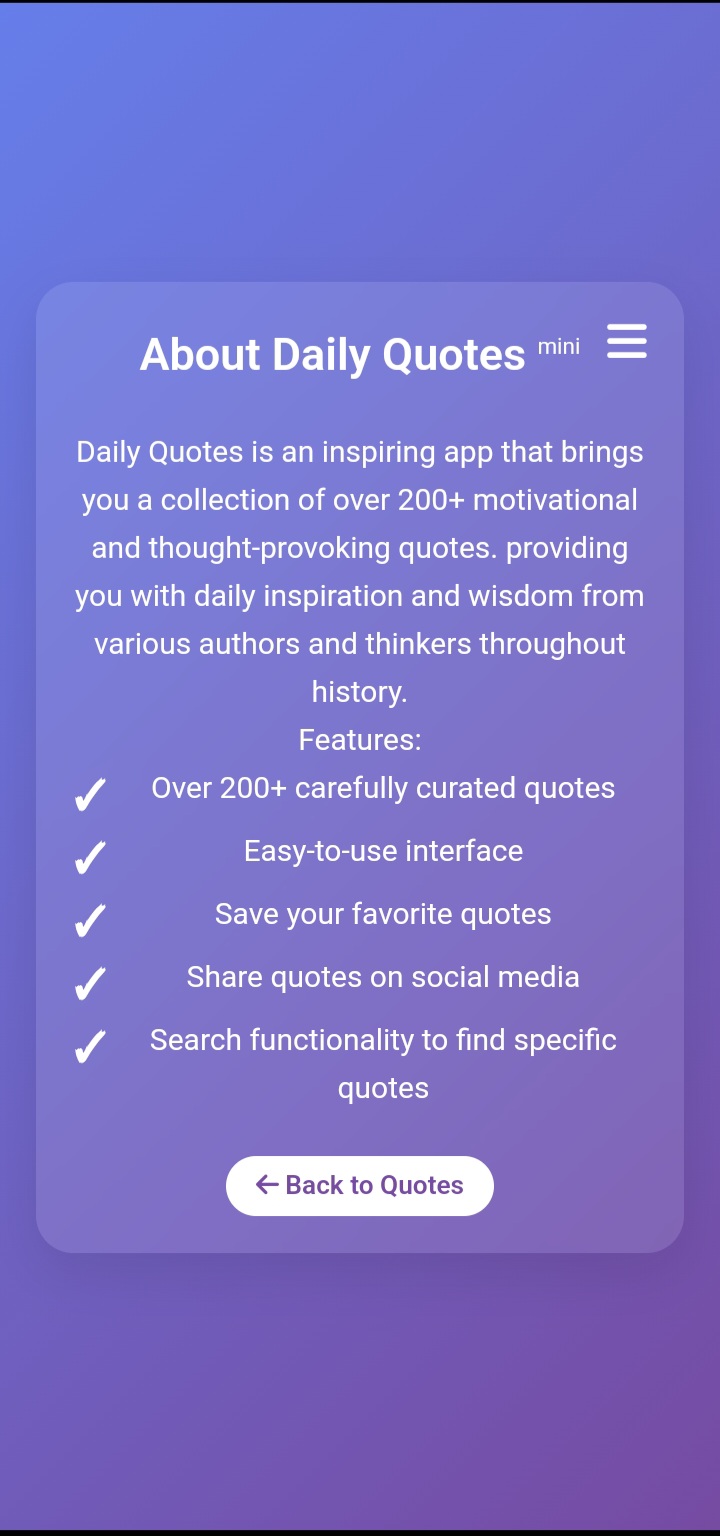 About Daily Quotes mini
Daily Quotes is an inspiring app that brings
you a collection of over 200+ motivational
and thought-provoking quotes. providing
you with daily inspiration and wisdom from
various authors and thinkers throughout
history.
Features:
✓ Over 200+ carefully curated quotes
✓ Easy-to-use interface
✓ Save your favorite quotes
✓ Share quotes on social media
✓ Search functionality to find specific
quotes
← Back to Quotes